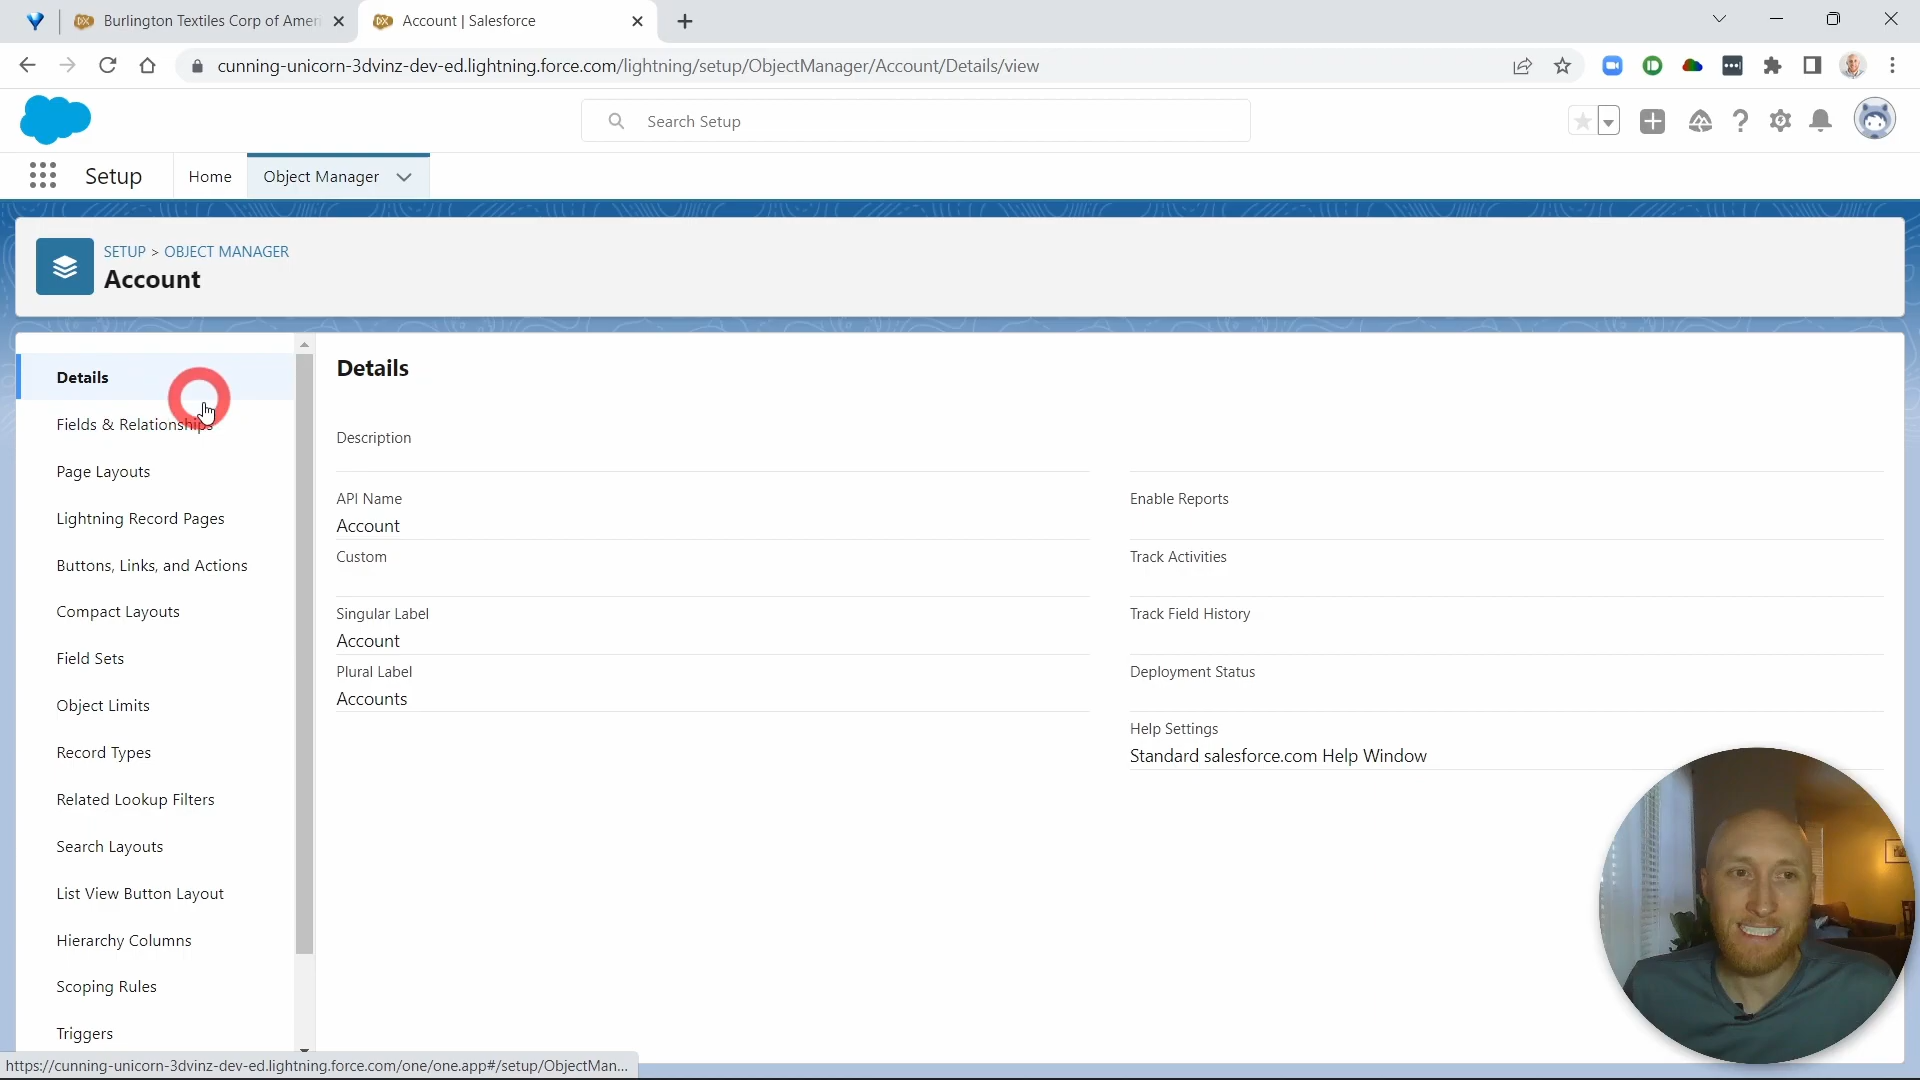 Burlington Textiles Corp of Ameri
Account | Salesforce
cunning-unicorn-3dvinz-dev-ed.lightning.force.com/lightning/setup/ObjectManager/Account/Details/view
Search Setup
Setup
Home
Object Manager
SETUP > OBJECT MANAGER
Account
Details
Fields & Relationships
Page Layouts
Lightning Record Pages
Buttons, Links, and Actions
Compact Layouts
Field Sets
Object Limits
Record Types
Related Lookup Filters
Search Layouts
List View Button Layout
Hierarchy Columns
Scoping Rules
Triggers
Details
Description
API Name
Account
Custom
Singular Label
Account
Plural Label
Accounts
Enable Reports
Track Activities
Track Field History
Deployment Status
Help Settings
Standard salesforce.com Help Window
https://cunning-unicorn-3dvinz-dev-ed.lightning.force.com/one/one.app#/setup/ObjectMan...